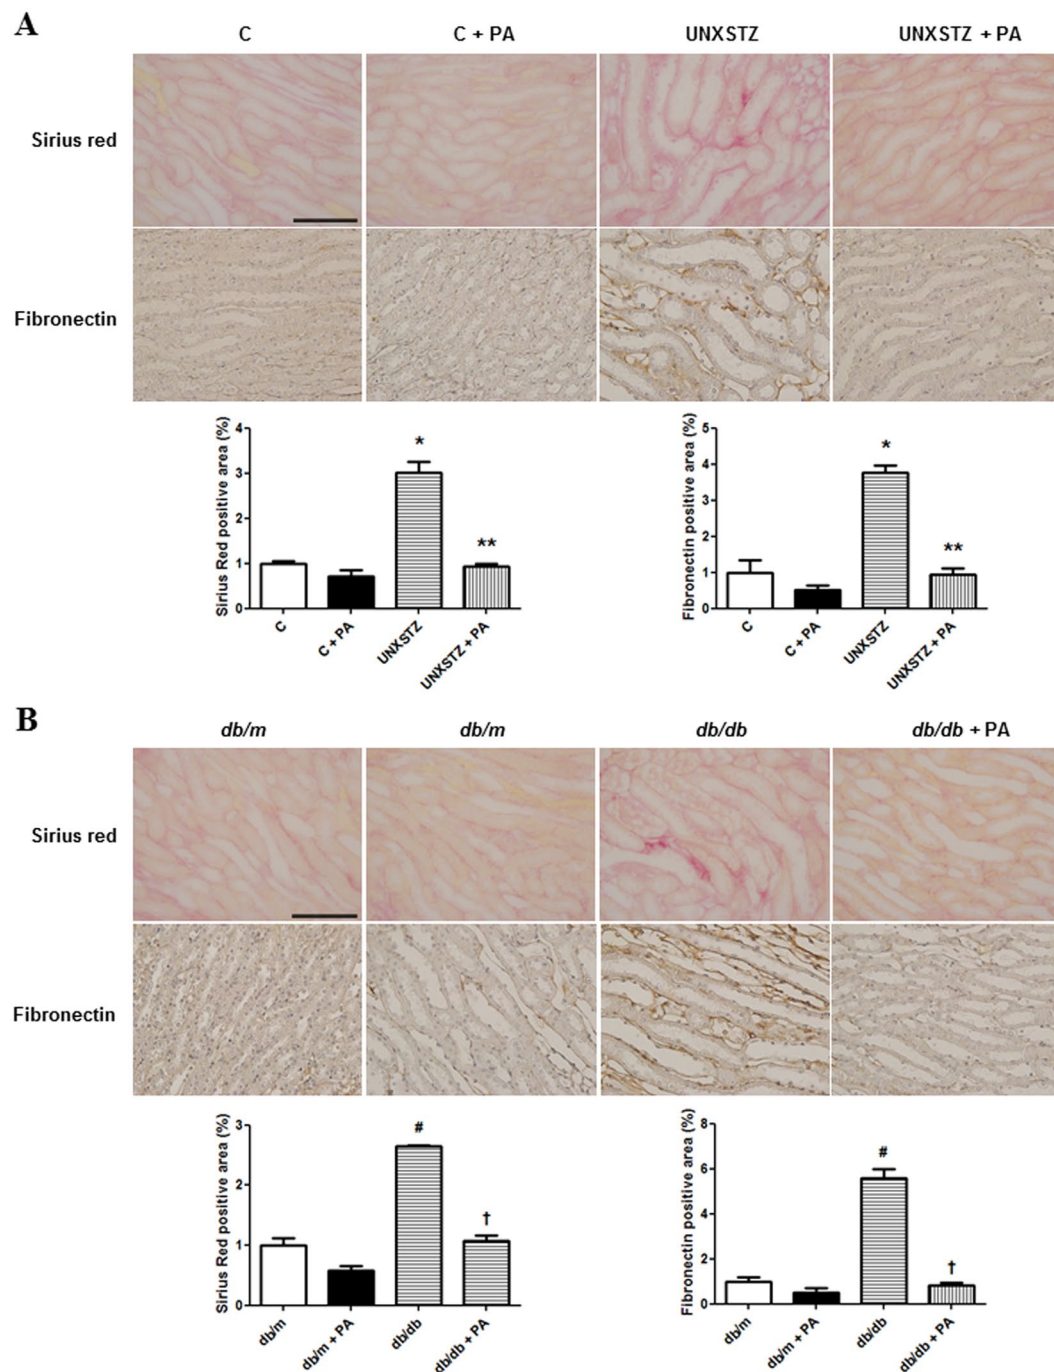 A
C C + PA UNXSTZ UNXSTZ + PA
Sirius red
Fibronectin
Sirius Red positive area (%)
4
3
2
1
0
*
**
C
C + PA
UNXSTZ
UNXSTZ + PA
Fibronectin positive area (%)
5
4
3
2
1
0
*
**
C
C + PA
UNXSTZ
UNXSTZ + PA
B
db/m db/m db/db db/db + PA
Sirius red
Fibronectin
Sirius Red positive area (%)
3
2
1
0
#
†
db/m
db/m + PA
db/db
db/db + PA
Fibronectin positive area (%)
8
6
4
2
0
#
†
db/m
db/m + PA
db/db
db/db + PA